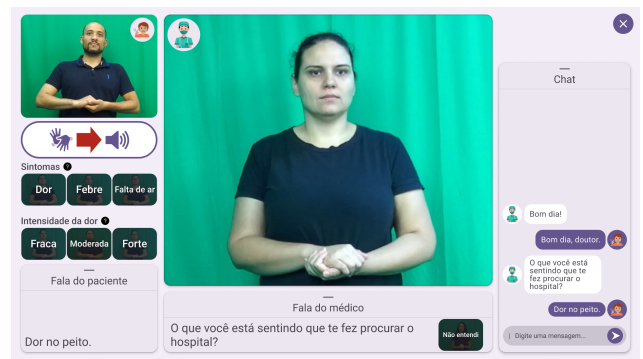 Sintomas ?
Dor
Febre
Falta de ar
Intensidade da dor ?
Fraca
Moderada
Forte
Fala do paciente
Dor no peito.
Fala do médico
O que você está sentindo que te fez procurar o
hospital?
Não entendi
Chat
Bom dia!
Bom dia, doutor.
O que você está
sentindo que te
fez procurar o
hospital?
Dor no peito.
Digite uma mensagem...